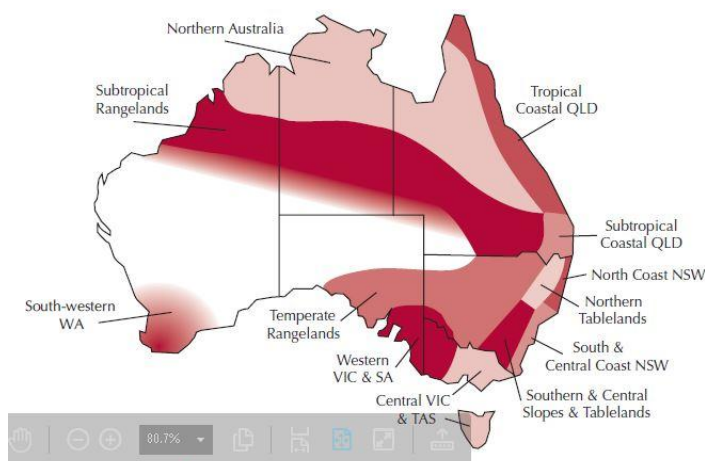 Northern Australia
Subtropical
Rangelands
Tropical
Coastal QLD
Subtropical
Coastal QLD
North Coast NSW
Northern
Tablelands
South-western
WA
Temperate
Rangelands
South &
Central Coast NSW
Western
VIC & SA
Central VIC
& TAS
Southern & Central
Slopes & Tablelands
80.7%